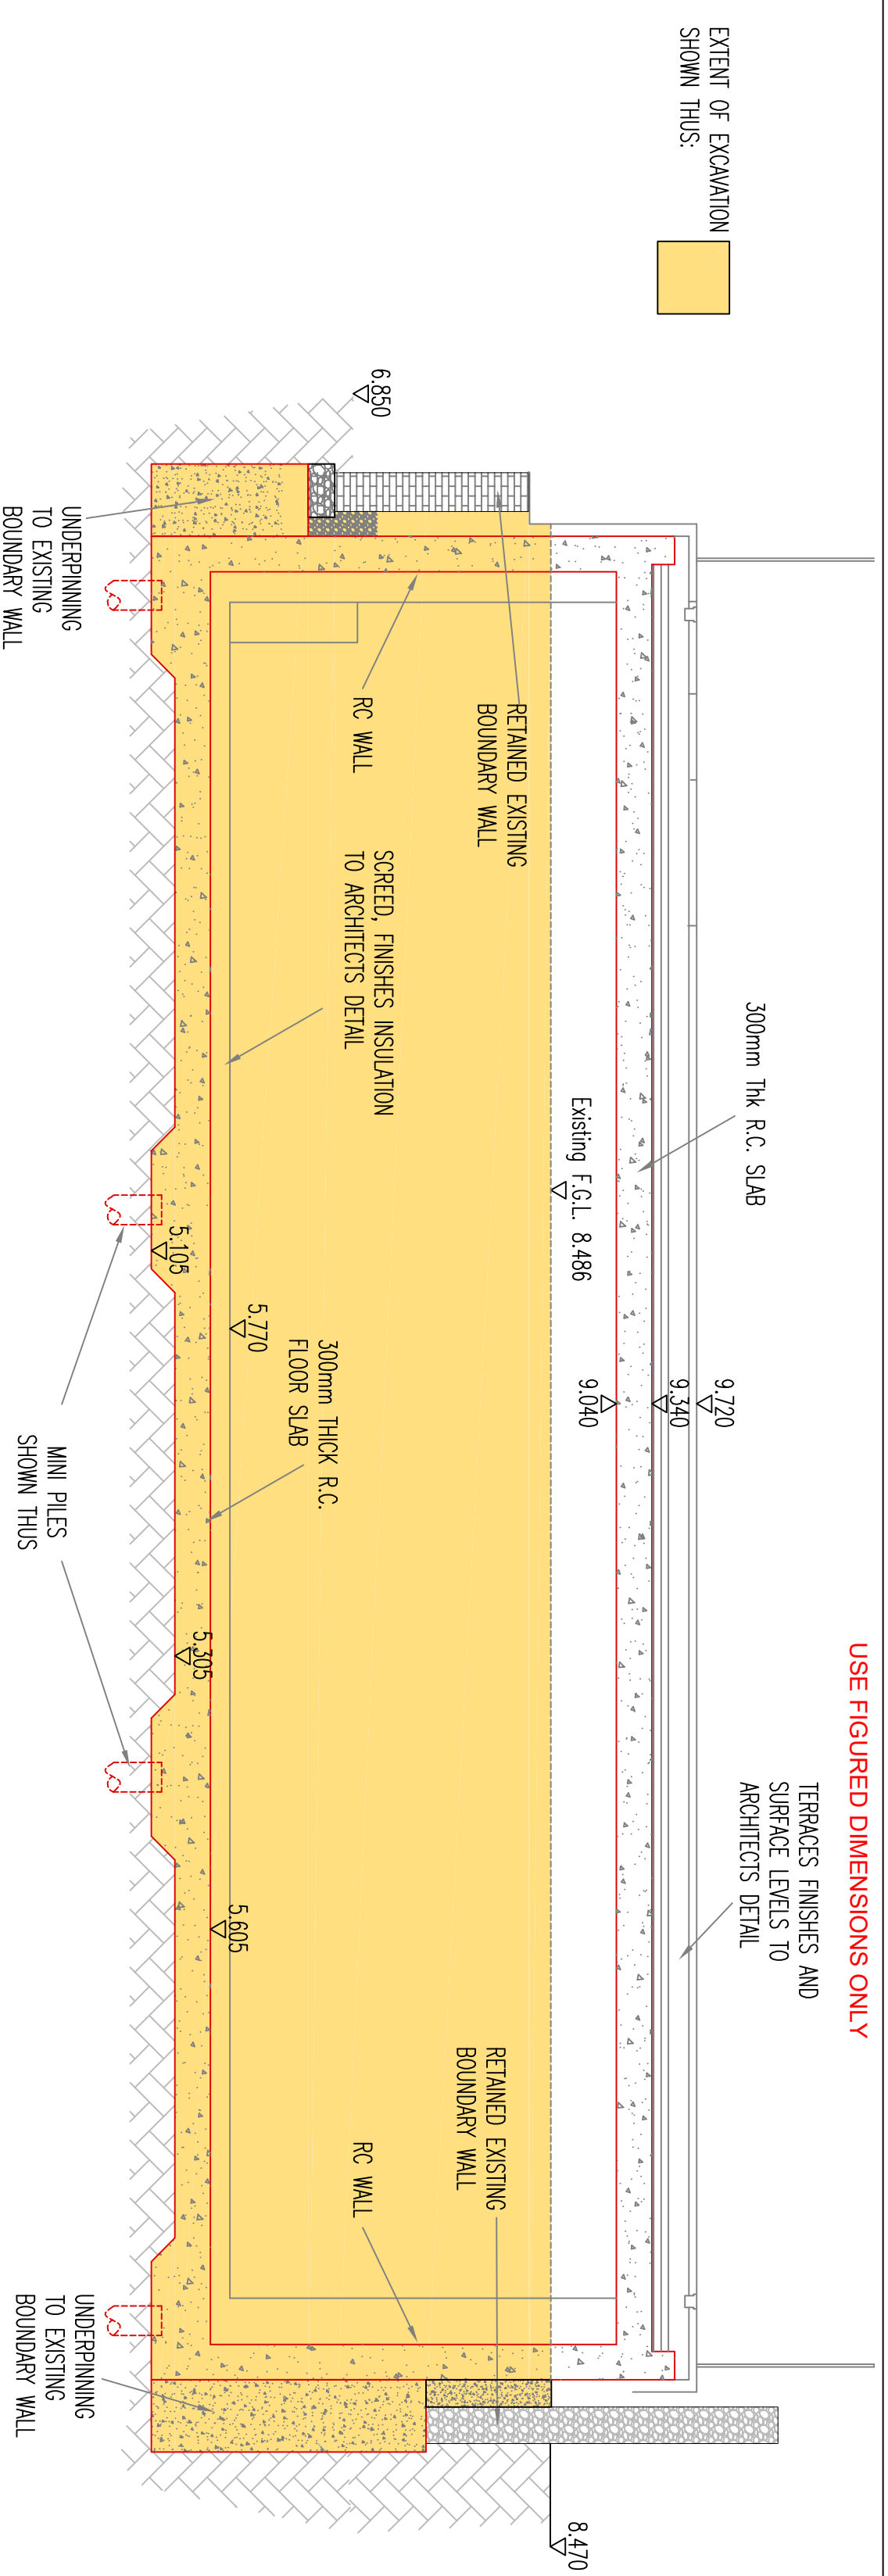 USE FIGURED DIMENSIONS ONLY
EXTENT OF EXCAVATION
SHOWN THUS:
TERRACES FINISHES AND
SURFACE LEVELS TO
ARCHITECTS DETAIL
300mm Thk R.C. SLAB
9.720
9.340
9.040
Existing F.G.L. 8.486
8.470
RETAINED EXISTING
BOUNDARY WALL
RETAINED EXISTING
BOUNDARY WALL
6.850
SCREED, FINISHES INSULATION
TO ARCHITECTS DETAIL
RC WALL
RC WALL
300mm THICK R.C.
FLOOR SLAB
5.770
5.605
5.305
5.105
UNDERPINNING
TO EXISTING
BOUNDARY WALL
MINI PILES
SHOWN THUS
UNDERPINNING
TO EXISTING
BOUNDARY WALL